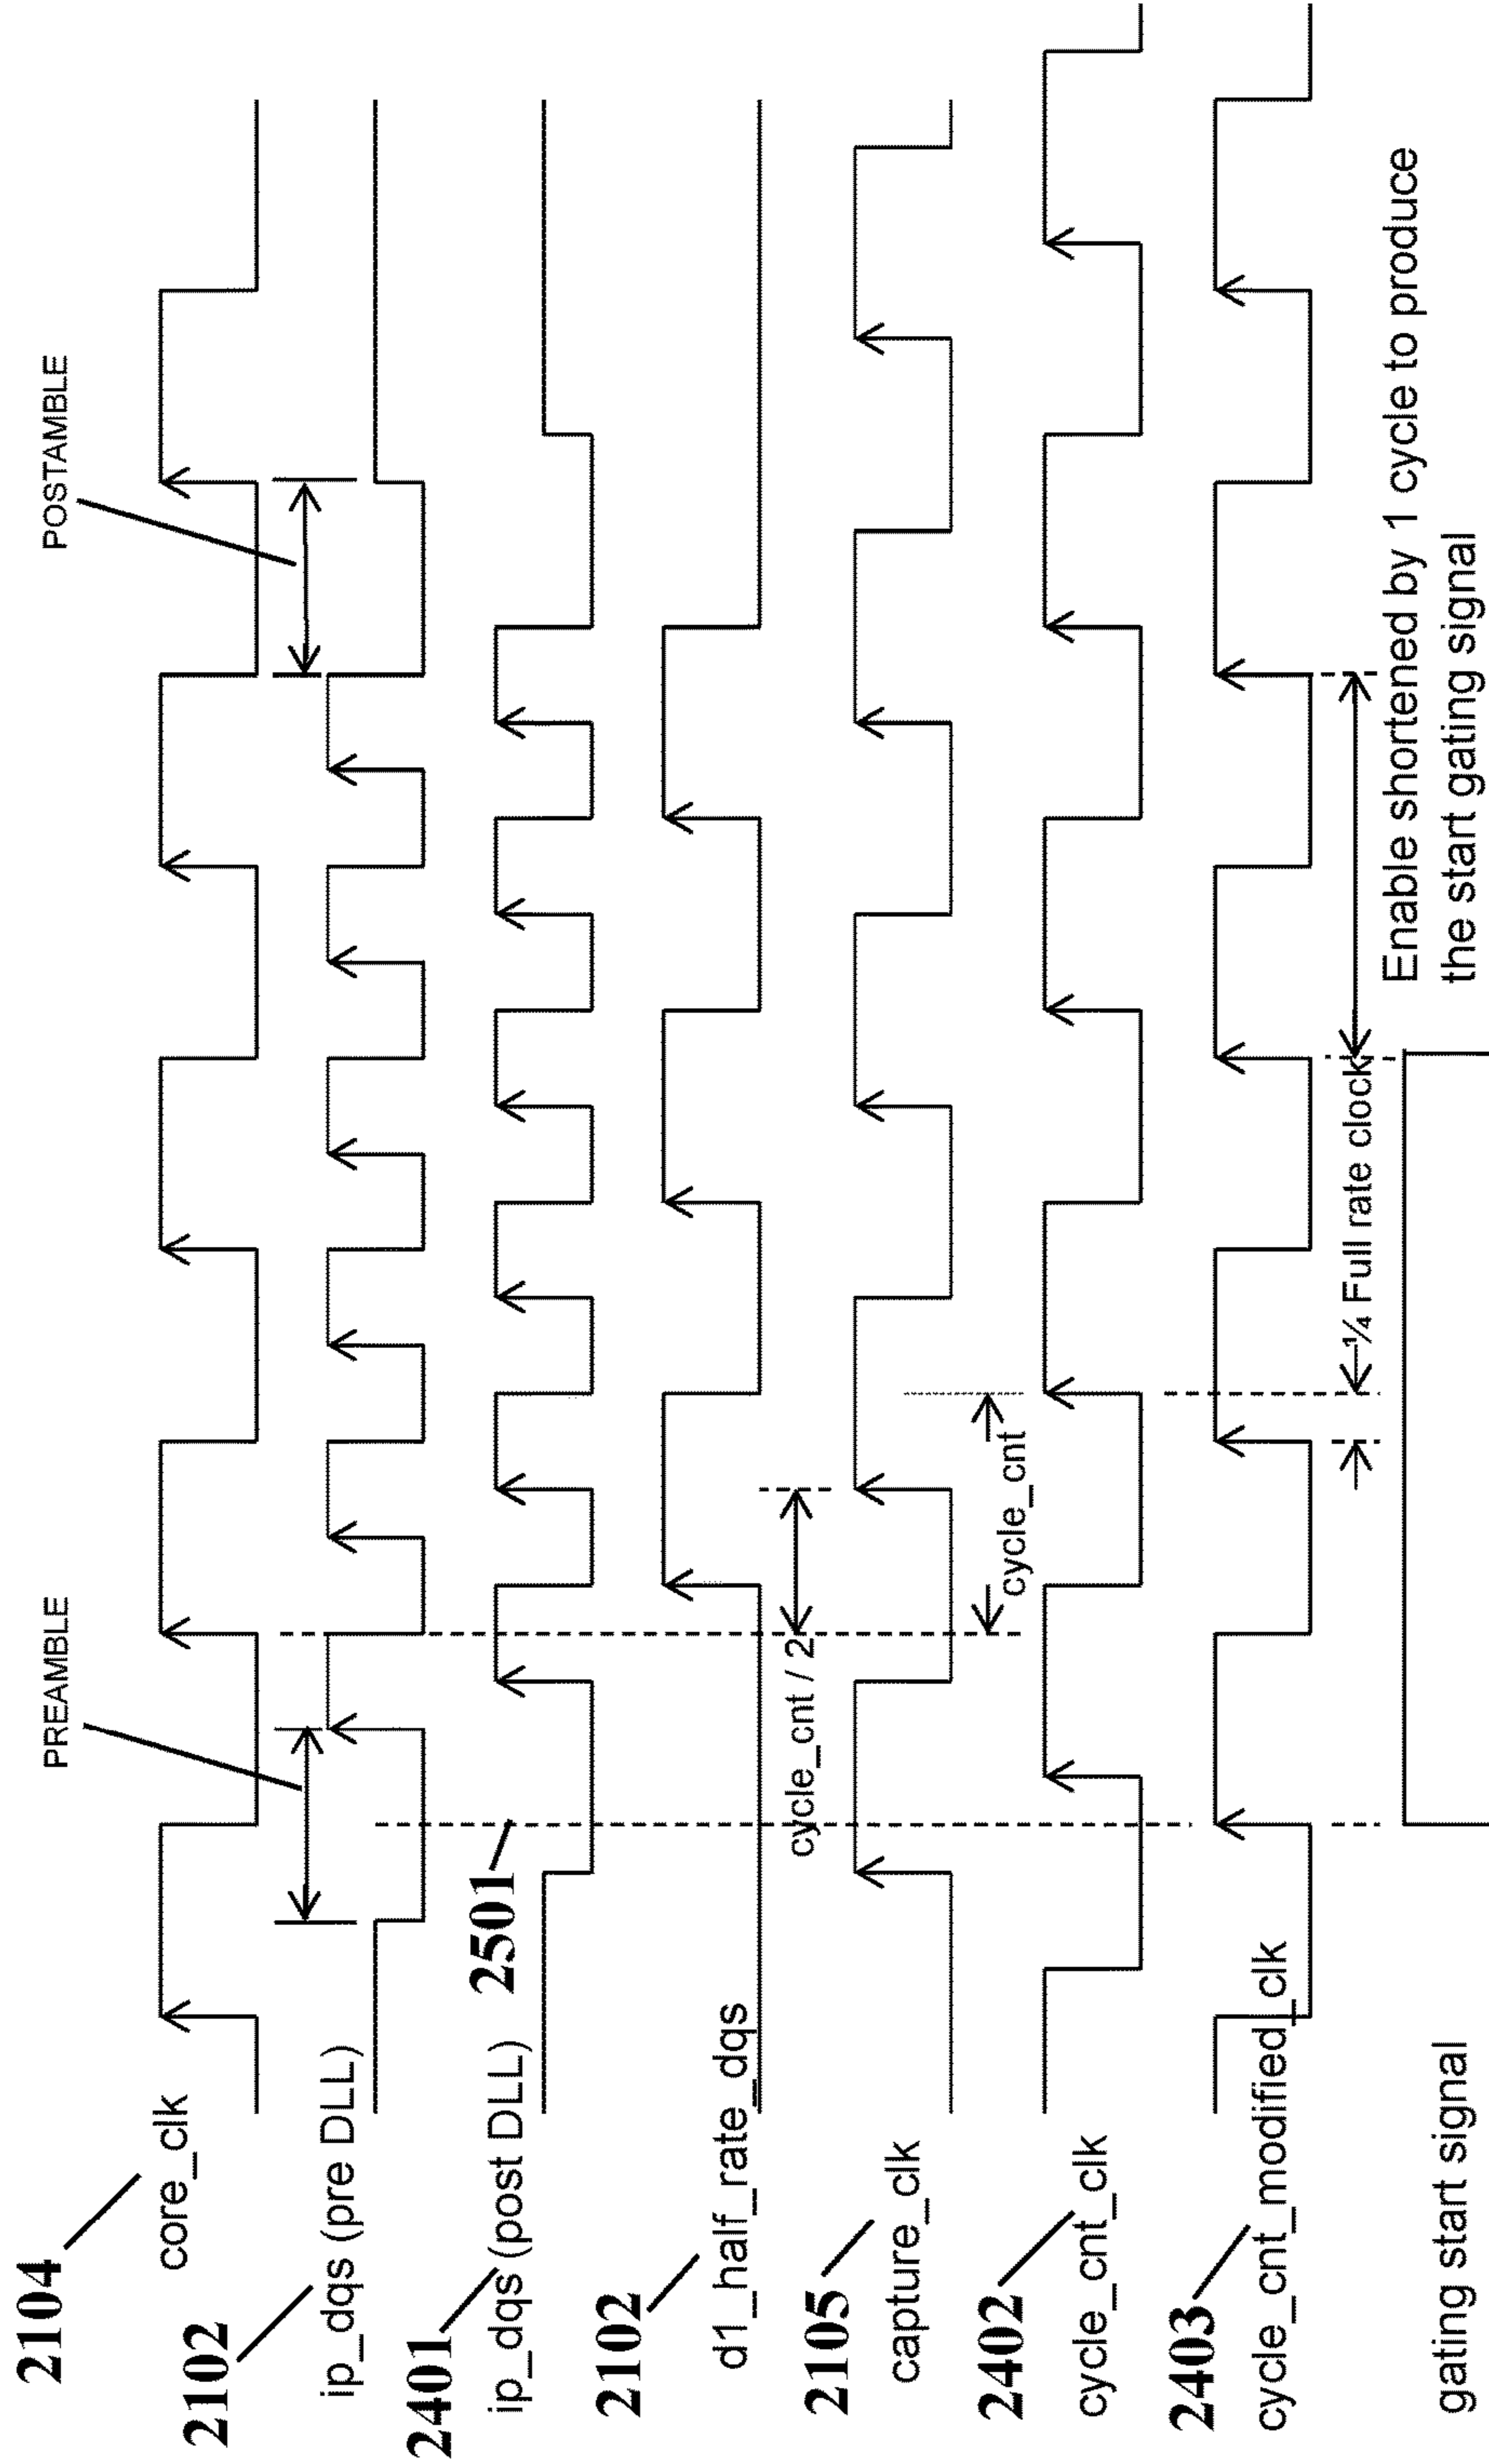 PREAMBLE
POSTAMBLE
2104
core_clk
2102
ip_dqs (pre DLL)
2401
ip_dqs (post DLL)
2501
2102
d1_half_rate_dqs
cycle_cnt / 2
2105
capture_clk
cycle_cnt
2402
cycle_cnt_clk
2403
cycle_cnt_modified_clk
¼ Full rate clock
Enable shortened by 1 cycle to produce
the start gating signal
gating start signal